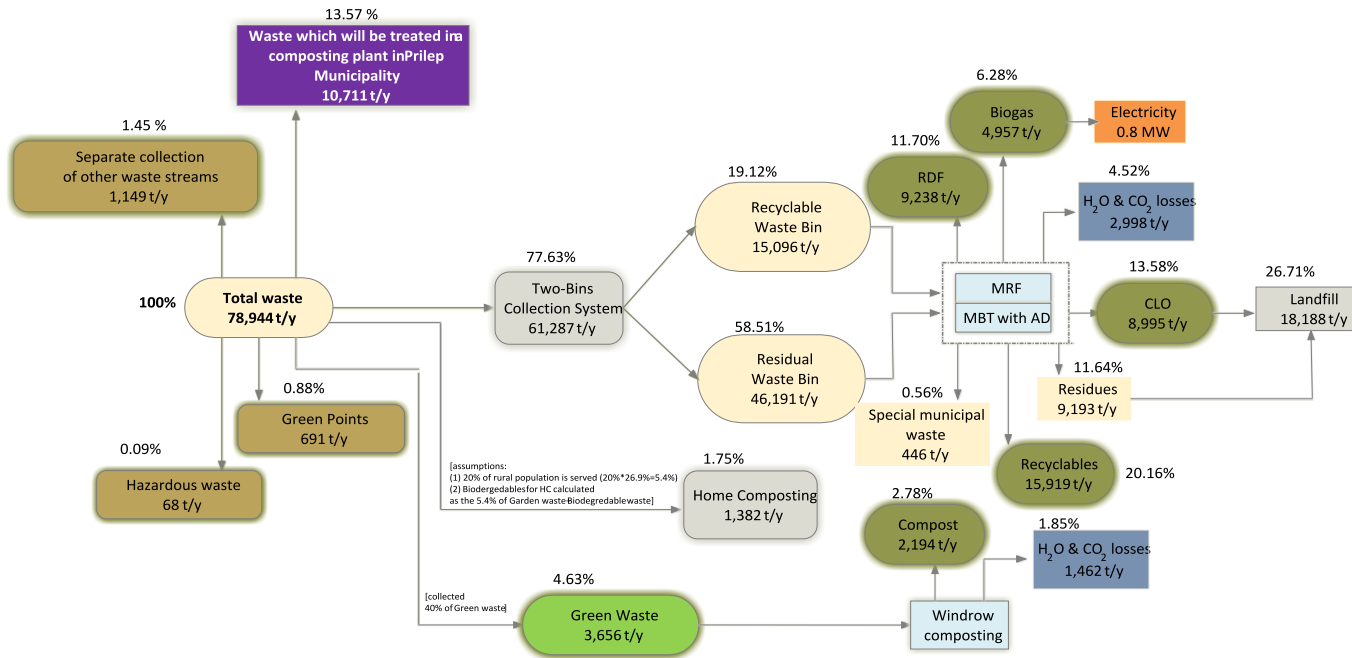 13.57 %
Waste which will be treated ina
composting plant inPrilep
Municipality
10,711 t/y
1.45 %
Separate collection
of other waste streams
1,149 t/y
100%
Total waste
78,944 t/y
0.88%
Green Points
691 t/y
0.09%
Hazardous waste
68 t/y
77.63%
Two-Bins
Collection System
61,287 t/y
19.12%
Recyclable
Waste Bin
15,096 t/y
58.51%
Residual
Waste Bin
46,191 t/y
11.70%
RDF
9,238 t/y
6.28%
Biogas
4,957 t/y
Electricity
0.8 MW
4.52%
H2O & CO2 losses
2,998 t/y
MRF
MBT with AD
13.58%
CLO
8,995 t/y
26.71%
Landfill
18,188 t/y
11.64%
Residues
9,193 t/y
0.56%
Special municipal
waste
446 t/y
Recyclables
15,919 t/y
20.16%
[assumptions:
(1) 20% of rural population is served (20%*26.9%=5.4%)
(2) Biodergedables for HC calculated
as the 5.4% of Garden waste+Biodegredable waste]
1.75%
Home Composting
1,382 t/y
2.78%
Compost
2,194 t/y
1.85%
H2O & CO2 losses
1,462 t/y
[collected
40% of Green waste]
4.63%
Green Waste
3,656 t/y
Windrow
composting